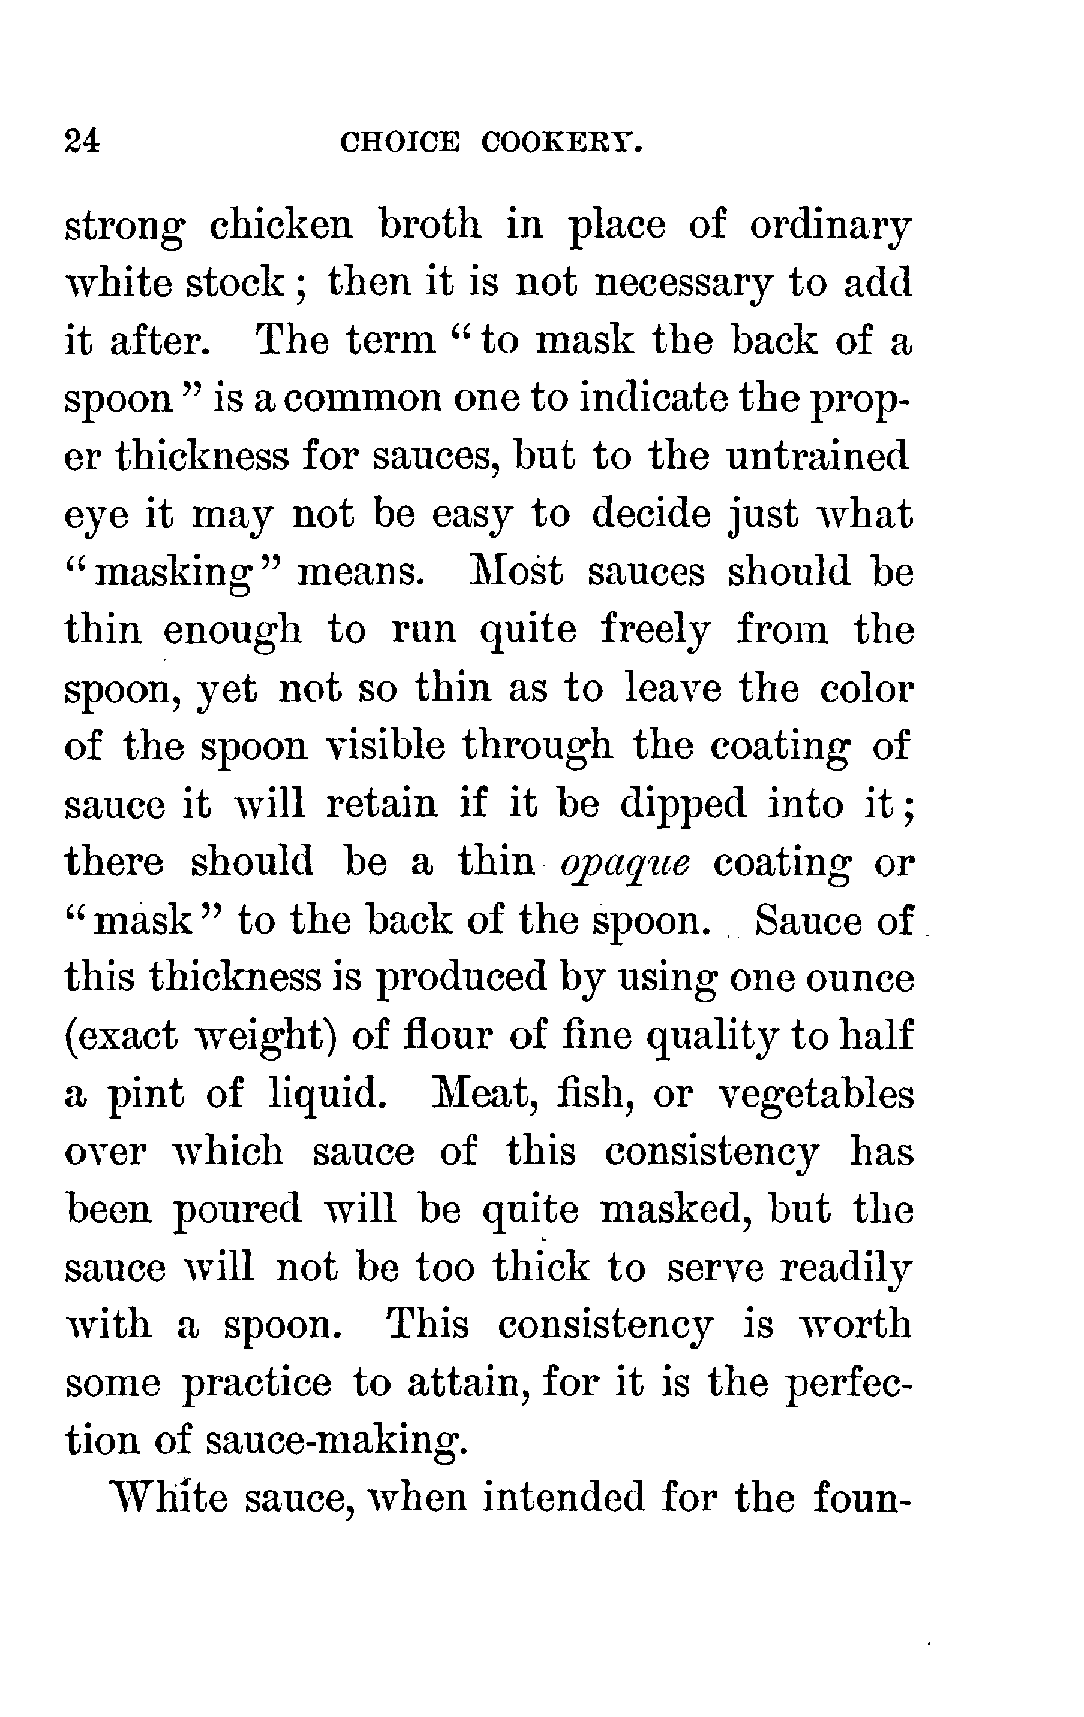 24 CHOICE COOKERY.
strong chicken broth in place of ordinary
white stock ; then it is not necessary to add
it after. The term “ to mask the back of a
spoon ” is a common one to indicate the prop-
er thickness for sauces, but to the untrained
eye it may not be easy to decide just what
“ masking ” means. Most sauces should be
thin enough to run quite freely from the
spoon, yet not so thin as to leave the color
of the spoon visible through the coating of
sauce it will retain if it be dipped into it ;
there should be a thin opaque coating or
“ mask ” to the back of the spoon. Sauce of
this thickness is produced by using one ounce
(exact weight) of flour of fine quality to half
a pint of liquid. Meat, fish, or vegetables
over which sauce of this consistency has
been poured will be quite masked, but the
sauce will not be too thick to serve readily
with a spoon. This consistency is worth
some practice to attain, for it is the perfec-
tion of sauce-making.
White sauce, when intended for the foun-